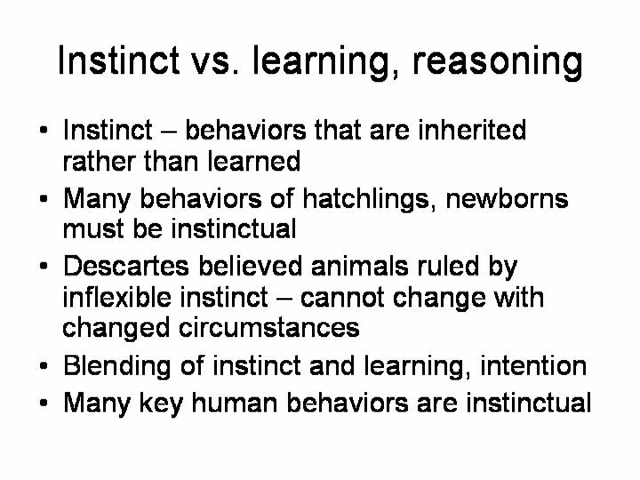 Instinct vs. learning, reasoning
• Instinct – behaviors that are inherited
rather than learned
• Many behaviors of hatchlings, newborns
must be instinctual
• Descartes believed animals ruled by
inflexible instinct – cannot change with
changed circumstances
• Blending of instinct and learning, intention
• Many key human behaviors are instinctual